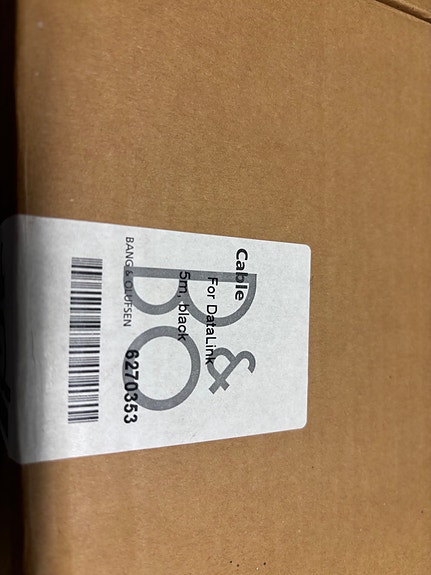 Cable
For DataLink
5m, black
B&O
BANG & OLUFSEN 6270353